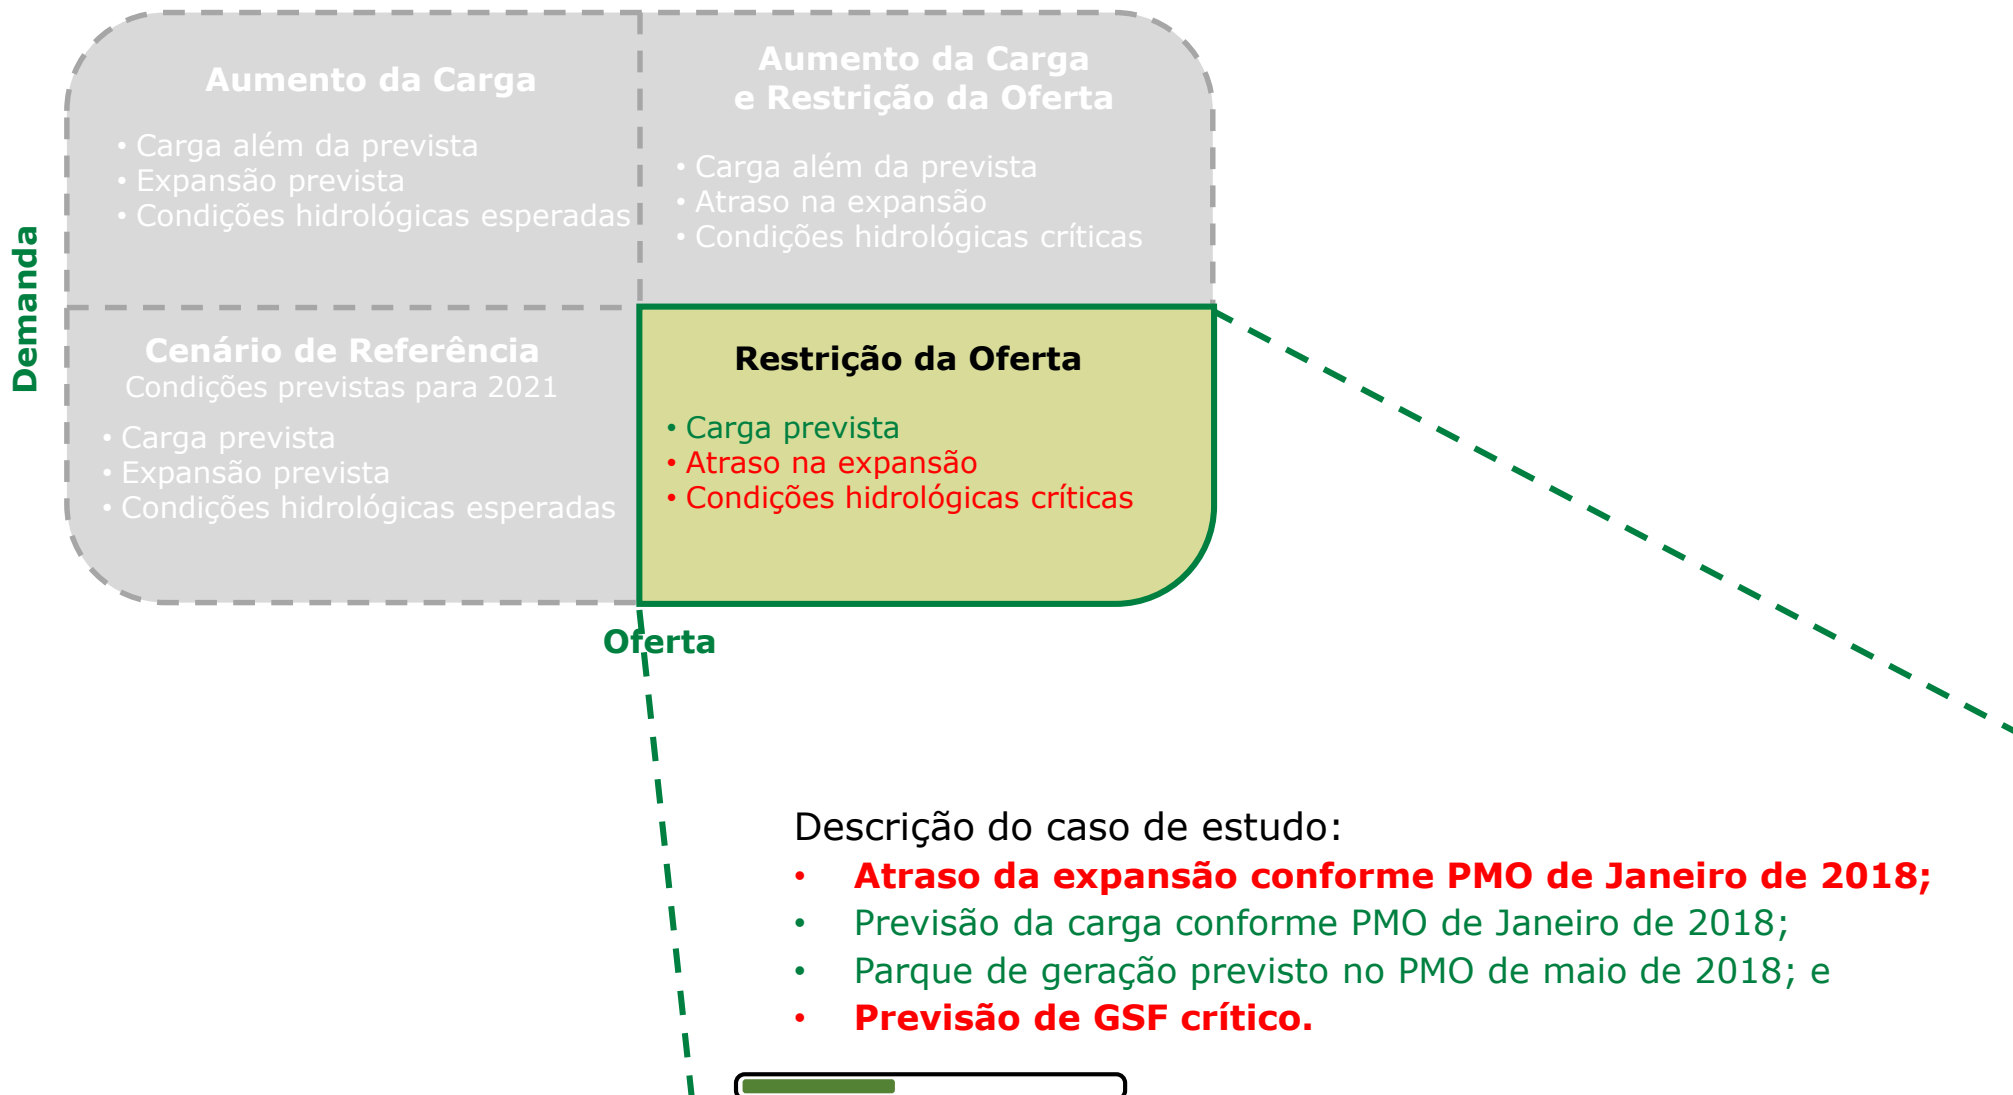 Demanda
Aumento da Carga
• Carga além da prevista
• Expansão prevista
• Condições hidrológicas esperadas
Aumento da Carga
e Restrição da Oferta
• Carga além da prevista
• Atraso na expansão
• Condições hidrológicas críticas
Cenário de Referência
Condições previstas para 2021
• Carga prevista
• Expansão prevista
• Condições hidrológicas esperadas
Restrição da Oferta
• Carga prevista
• Atraso na expansão
• Condições hidrológicas críticas
Oferta
Descrição do caso de estudo:
• Atraso da expansão conforme PMO de Janeiro de 2018;
• Previsão da carga conforme PMO de Janeiro de 2018;
• Parque de geração previsto no PMO de maio de 2018; e
• Previsão de GSF crítico.